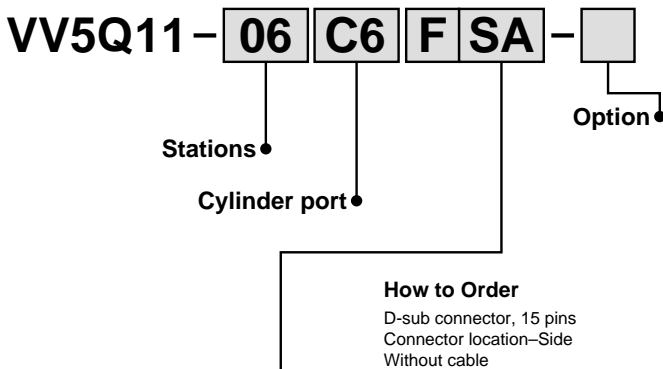 VV5Q11–06 C6 F SA–
Option
Stations
Cylinder port
How to Order
D-sub connector, 15 pins
Connector location–Side
Without cable